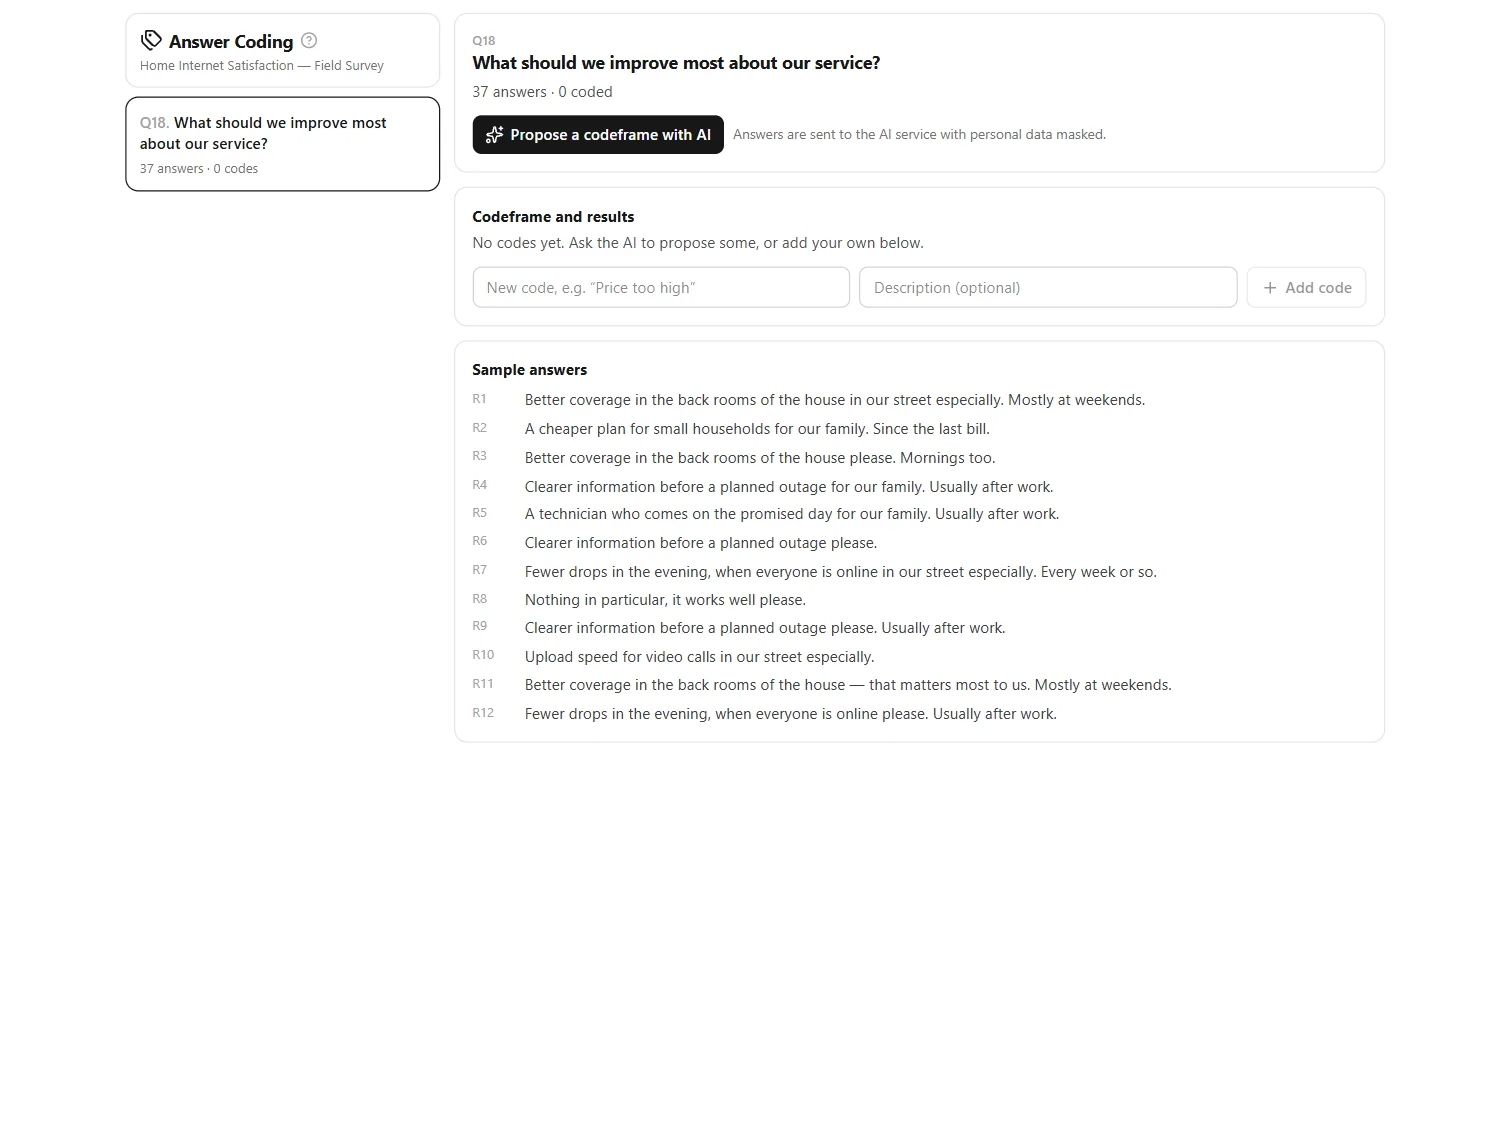 Answer Coding
Home Internet Satisfaction — Field Survey
Q18. What should we improve most
about our service?
37 answers · 0 codes
Q18
What should we improve most about our service?
37 answers · 0 coded
Propose a codeframe with AI
Answers are sent to the AI service with personal data masked.
Codeframe and results
No codes yet. Ask the AI to propose some, or add your own below.
New code, e.g. “Price too high”
Description (optional)
+ Add code
Sample answers
R1 Better coverage in the back rooms of the house in our street especially. Mostly at weekends.
R2 A cheaper plan for small households for our family. Since the last bill.
R3 Better coverage in the back rooms of the house please. Mornings too.
R4 Clearer information before a planned outage for our family. Usually after work.
R5 A technician who comes on the promised day for our family. Usually after work.
R6 Clearer information before a planned outage please.
R7 Fewer drops in the evening, when everyone is online in our street especially. Every week or so.
R8 Nothing in particular, it works well please.
R9 Clearer information before a planned outage please. Usually after work.
R10 Upload speed for video calls in our street especially.
R11 Better coverage in the back rooms of the house — that matters most to us. Mostly at weekends.
R12 Fewer drops in the evening, when everyone is online please. Usually after work.